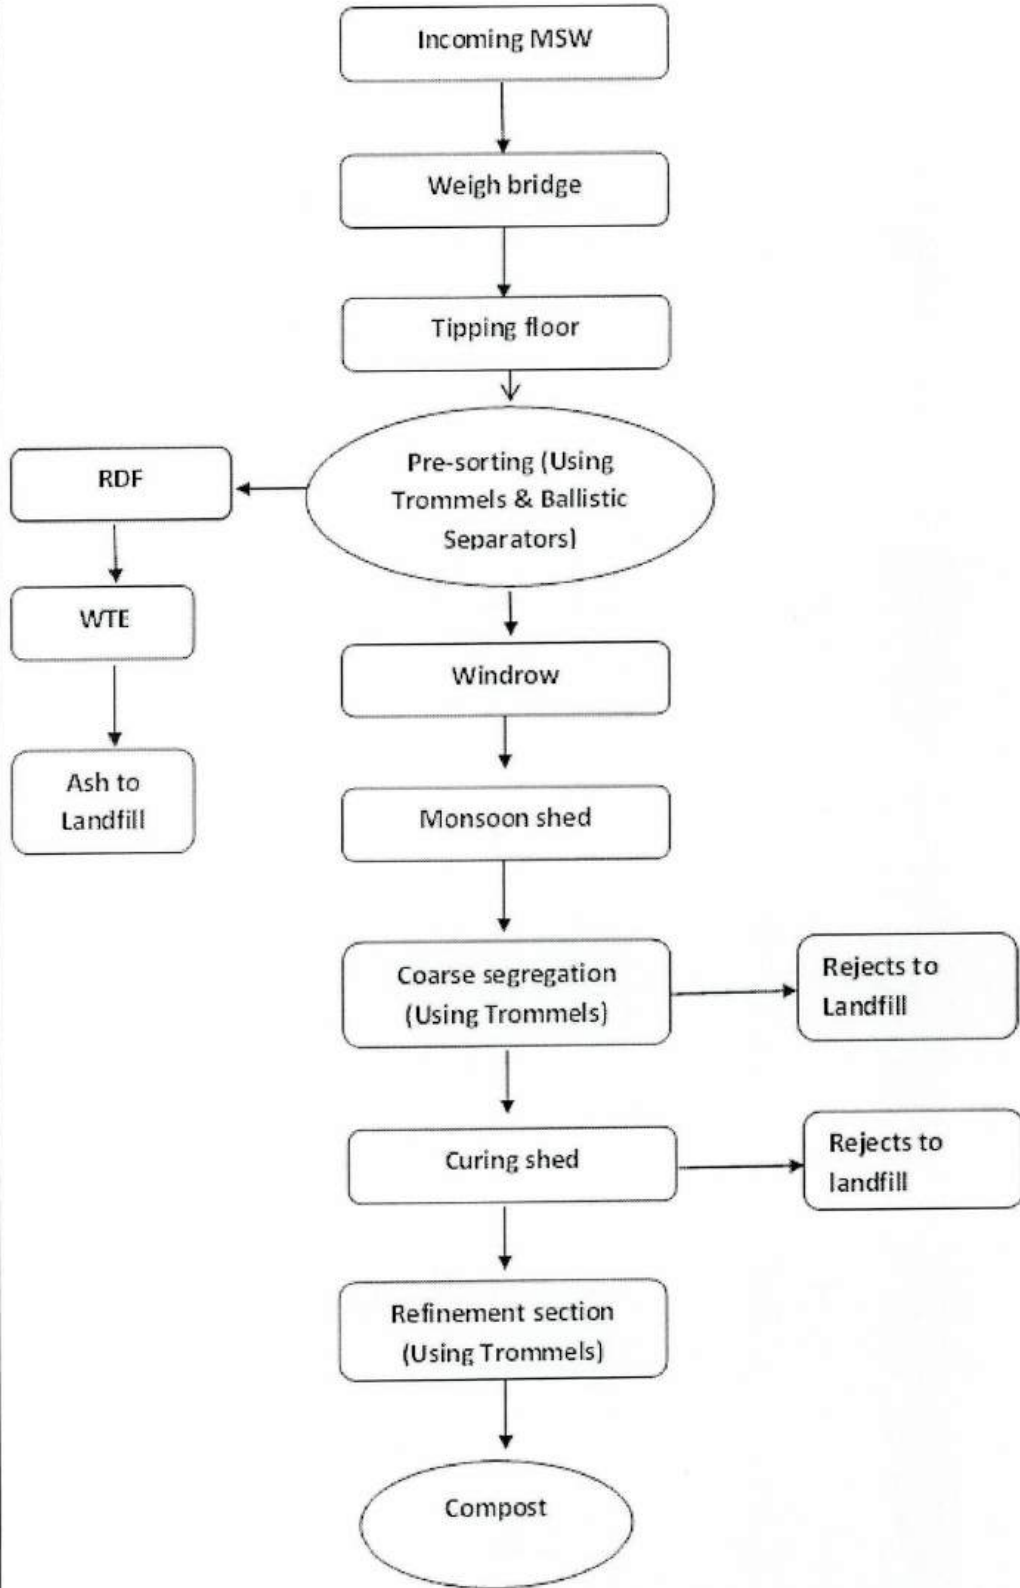 Incoming MSW
Weigh bridge
Tipping floor
Pre-sorting (Using
Trommels & Ballistic
Separators)
RDF
WTE
Ash to
Landfill
Windrow
Monsoon shed
Coarse segregation
(Using Trommels)
Rejects to
Landfill
Curing shed
Rejects to
landfill
Refinement section
(Using Trommels)
Compost